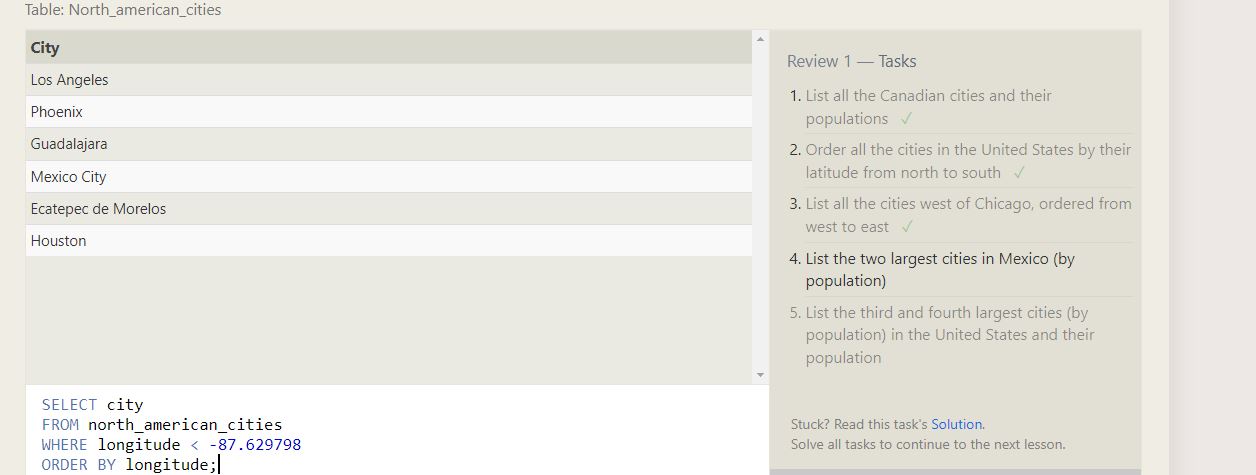 Table: North_american_cities
City
Los Angeles
Phoenix
Guadalajara
Mexico City
Ecatepec de Morelos
Houston
SELECT city
FROM north_american_cities
WHERE longitude < -87.629798
ORDER BY longitude;
Review 1 — Tasks
1. List all the Canadian cities and their
populations ✓
2. Order all the cities in the United States by their
latitude from north to south ✓
3. List all the cities west of Chicago, ordered from
west to east ✓
4. List the two largest cities in Mexico (by
population)
5. List the third and fourth largest cities (by
population) in the United States and their
population
Stuck? Read this task's Solution.
Solve all tasks to continue to the next lesson.